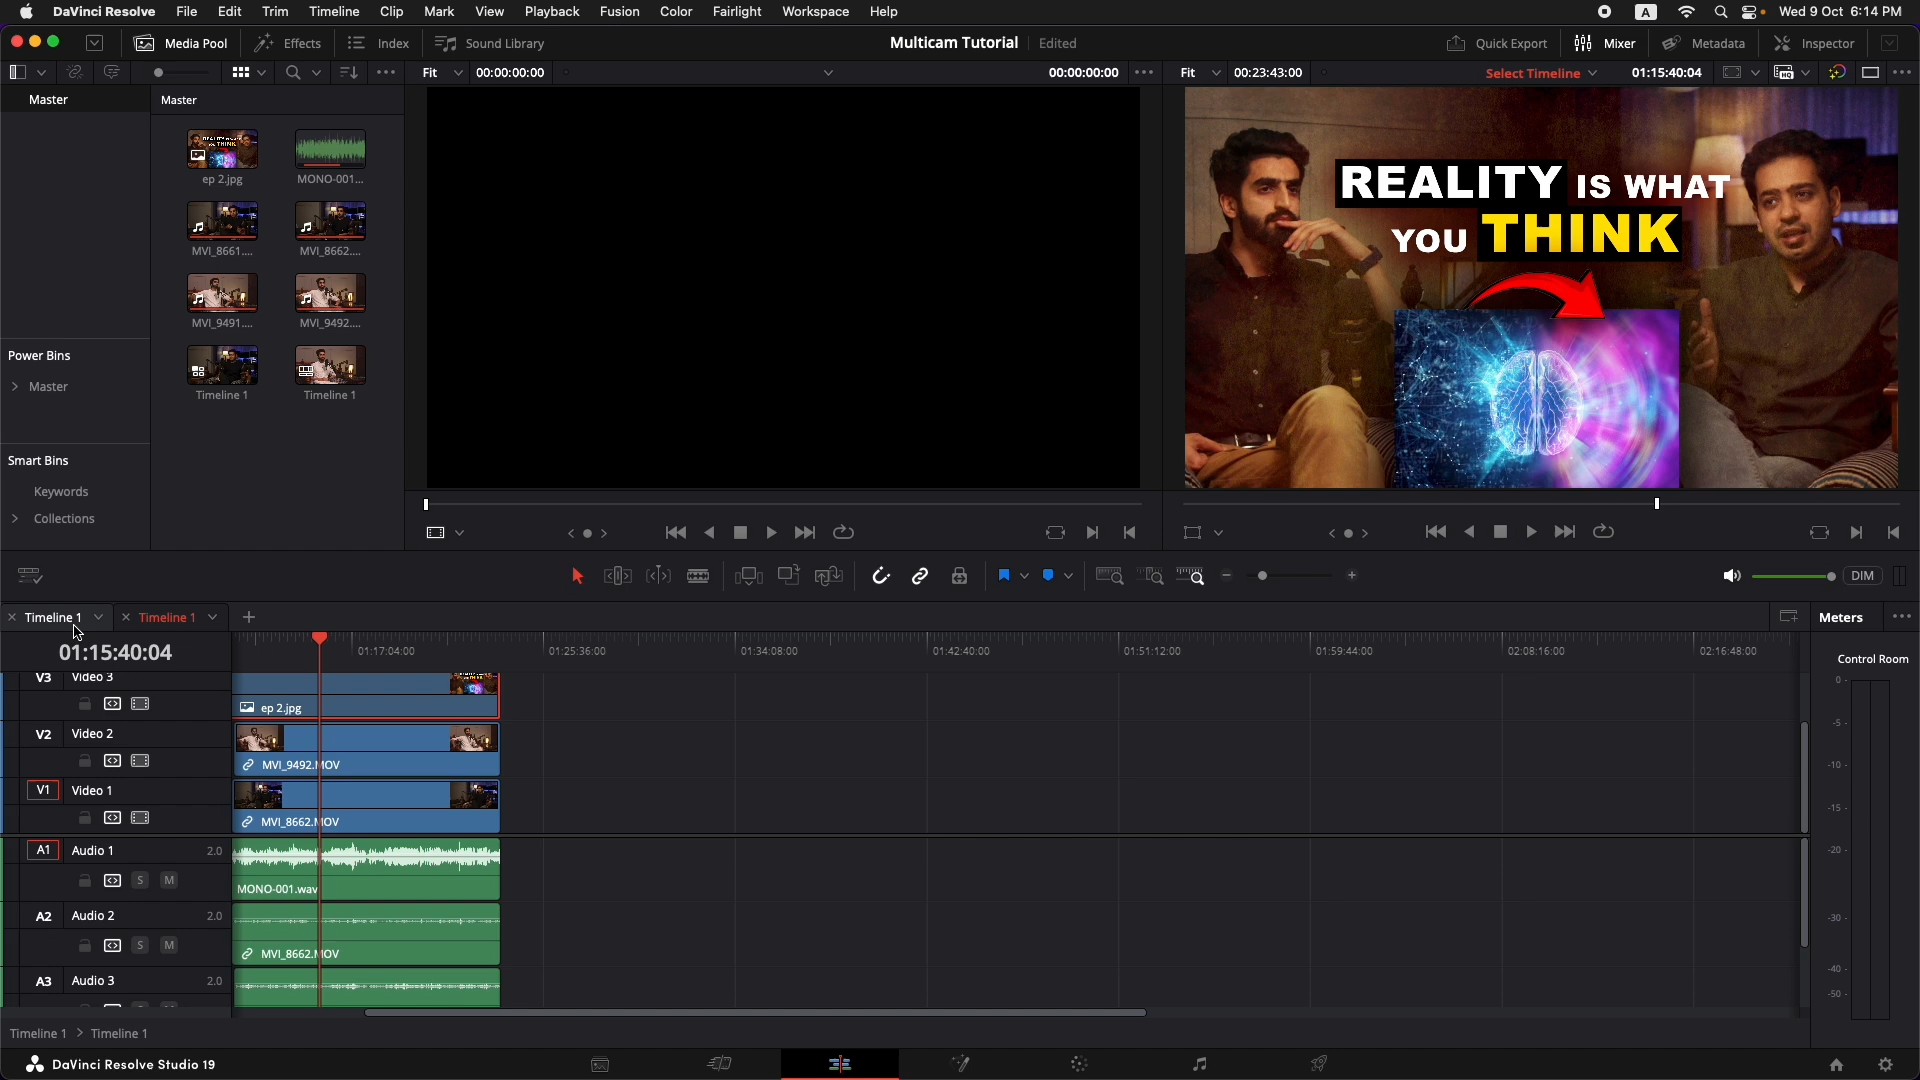 DaVinci Resolve File Edit Trim Timeline Clip Mark View Playback Fusion Color Fairlight Workspace Help A Wed 9 Oct 6:14 PM
Media Pool Effects Index Sound Library Multicam Tutorial Edited Quick Export Mixer Metadata Inspector
Fit 00:00:00:00 00:00:00:00 Fit 00:23:43:00 Select Timeline 01:15:40:04
Master
Master
ep 2.jpg MONO-001...
MVI_8661.... MVI_8662....
MVI_9491.... MVI_9492....
Timeline 1 Timeline 1
Power Bins
Master
Smart Bins
Keywords
Collections
REALITY IS WHAT
YOU THINK
DIM
Timeline 1 Timeline 1 Meters
01:15:40:04 01:17:04:00 01:25:36:00 01:34:08:00 01:42:40:00 01:51:12:00 01:59:44:00 02:08:16:00 02:16:48:00
Control Room
V3 Video 3
ep 2.jpg
V2 Video 2
MVI_9492.MOV
V1 Video 1
MVI_8662.MOV
A1 Audio 1 2.0
S M
MONO-001.wav
A2 Audio 2 2.0
S M
MVI_8662.MOV
A3 Audio 3 2.0
0
-5
-10
-15
-20
-30
-40
-50
Timeline 1 > Timeline 1
DaVinci Resolve Studio 19